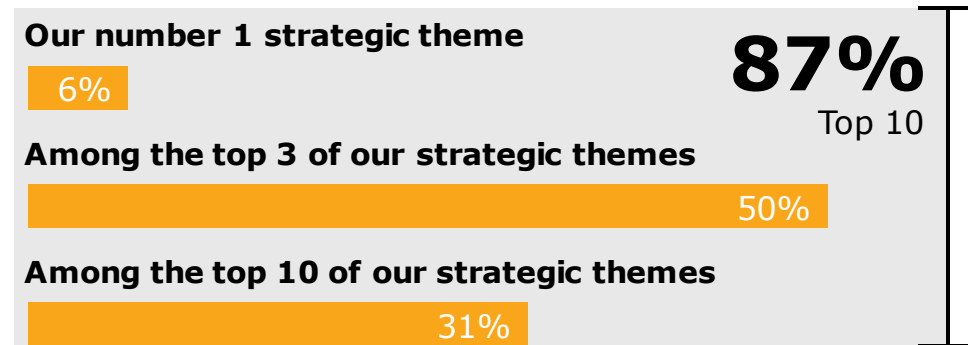 Our number 1 strategic theme
87%
6%
Top 10
Among the top 3 of our strategic themes
50%
Among the top 10 of our strategic themes
31%